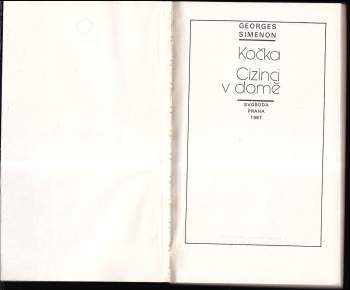 GEORGES
SIMENON
Kočka
Cizinci
v domě
SVOBODA
PRAHA
1987